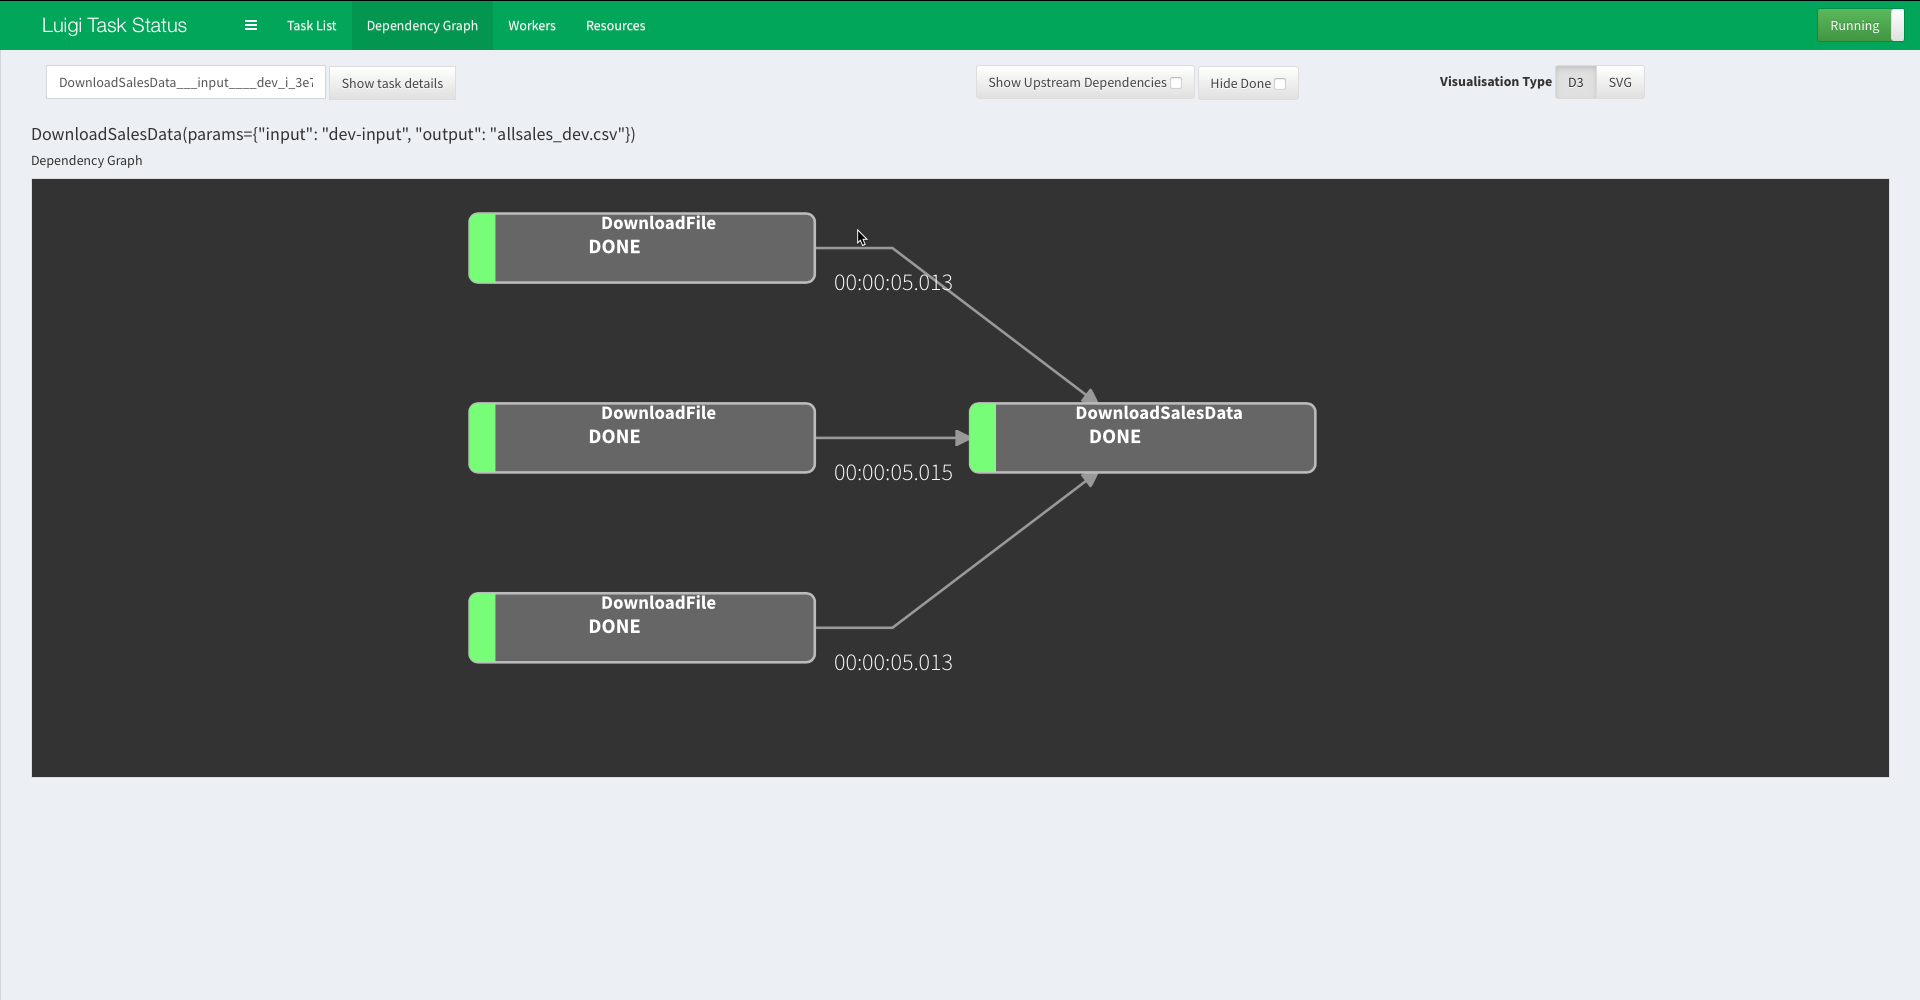 Luigi Task Status
Task List
Dependency Graph
Workers
Resources
Running
DownloadSalesData___input____dev_i_3e7
Show task details
Show Upstream Dependencies
Hide Done
Visualisation Type
D3
SVG
DownloadSalesData(params={"input": "dev-input", "output": "allsales_dev.csv"})
Dependency Graph
DownloadFile
DONE
00:00:05.013
DownloadFile
DONE
00:00:05.015
DownloadSalesData
DONE
DownloadFile
DONE
00:00:05.013